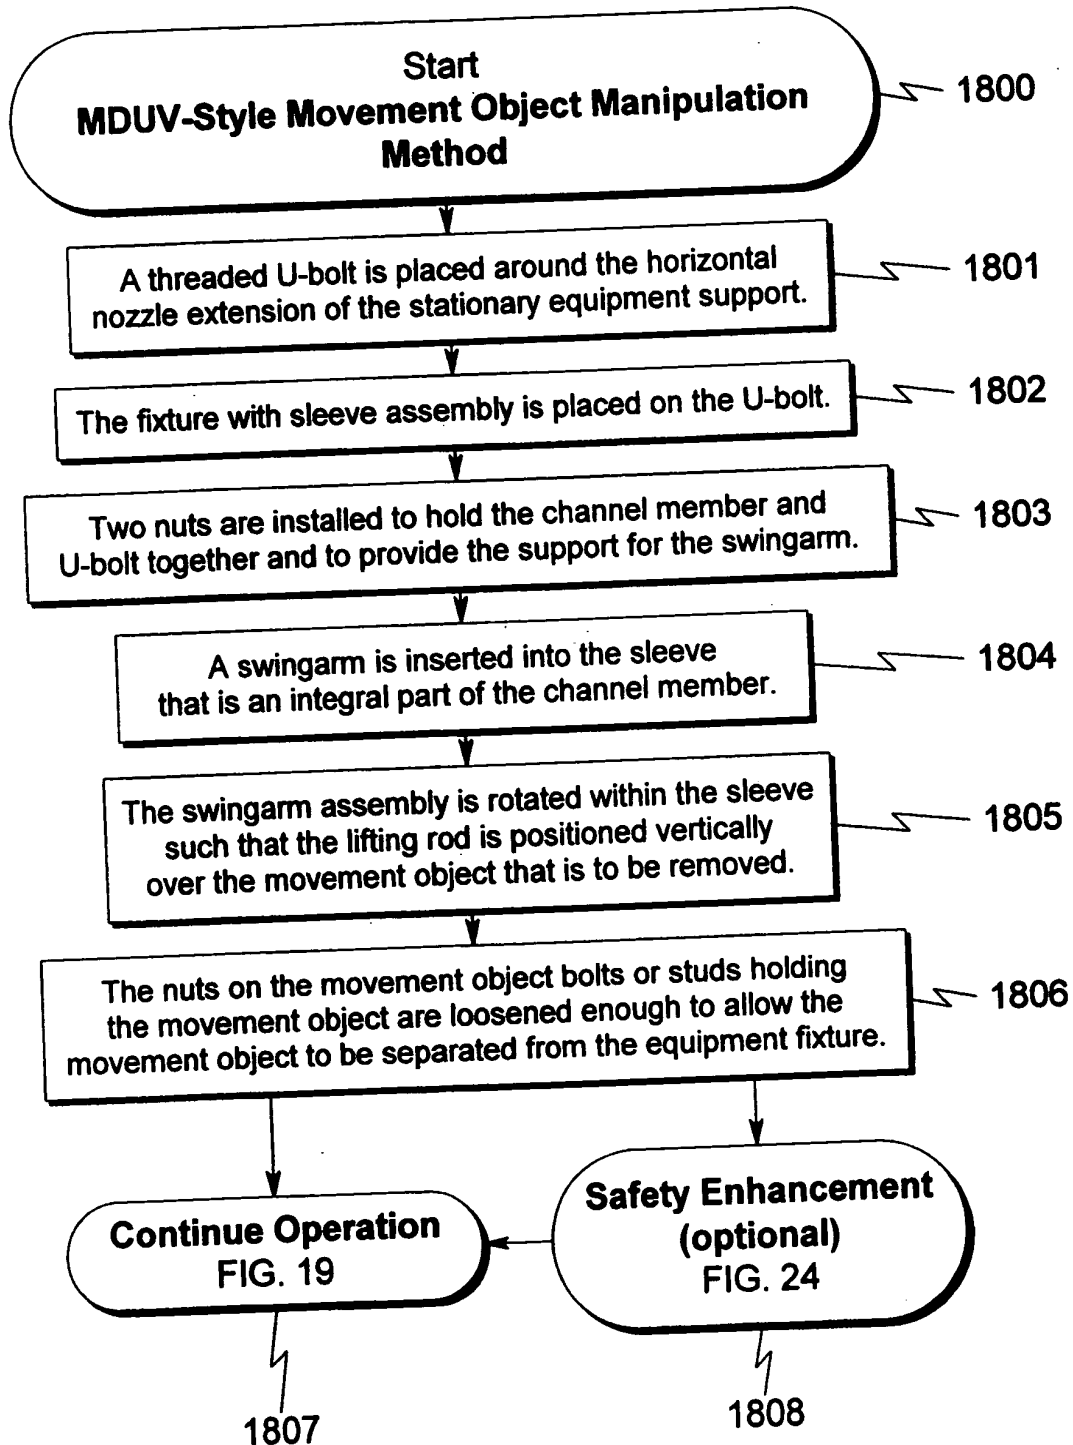 Start
MDUV-Style Movement Object Manipulation
Method
1800
A threaded U-bolt is placed around the horizontal
nozzle extension of the stationary equipment support.
1801
The fixture with sleeve assembly is placed on the U-bolt.
1802
Two nuts are installed to hold the channel member and
U-bolt together and to provide the support for the swingarm.
1803
A swingarm is inserted into the sleeve
that is an integral part of the channel member.
1804
The swingarm assembly is rotated within the sleeve
such that the lifting rod is positioned vertically
over the movement object that is to be removed.
1805
The nuts on the movement object bolts or studs holding
the movement object are loosened enough to allow the
movement object to be separated from the equipment fixture.
1806
Continue Operation
FIG. 19
Safety Enhancement
(optional)
FIG. 24
1807
1808